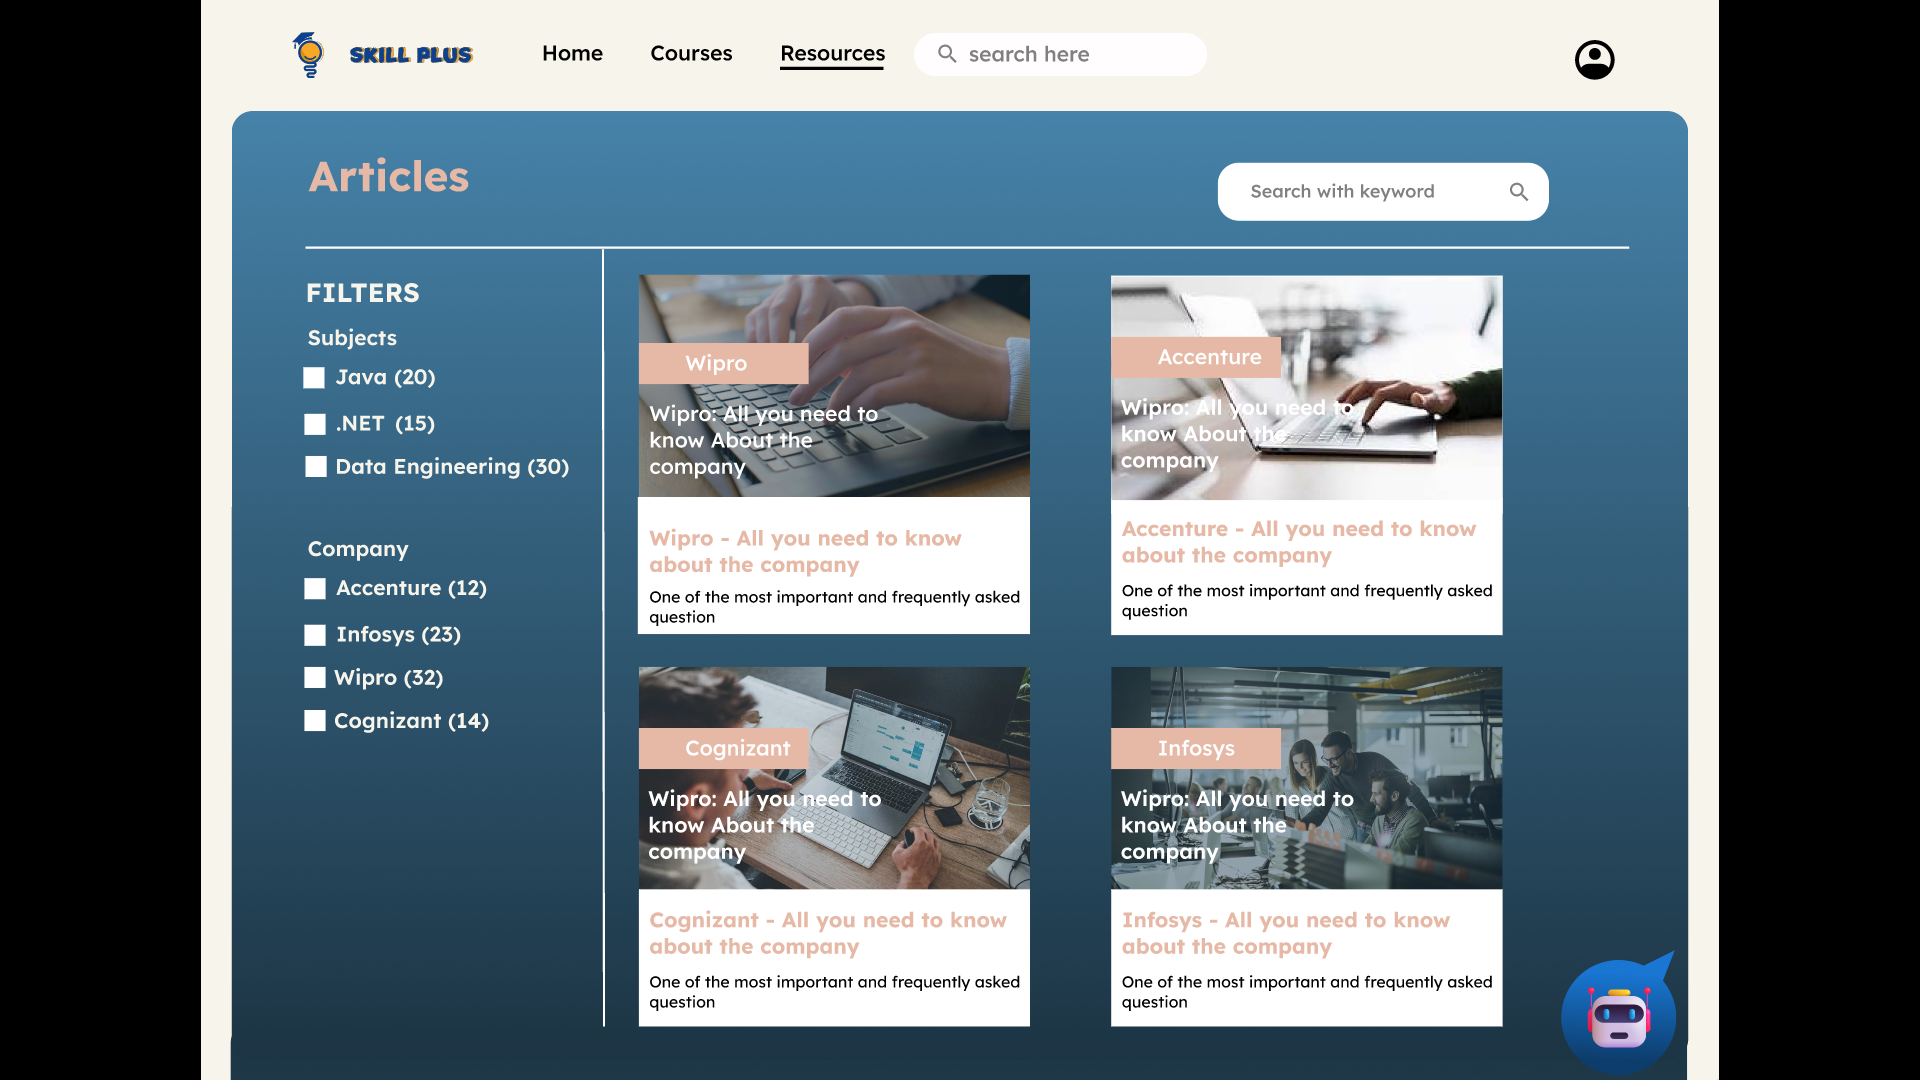 SKILL PLUS
Home
Courses
Resources
search here
Articles
Search with keyword
FILTERS
Subjects
Java (20)
.NET (15)
Data Engineering (30)
Company
Accenture (12)
Infosys (23)
Wipro (32)
Cognizant (14)
Wipro
Wipro: All you need to
know About the
company
Wipro - All you need to know
about the company
One of the most important and frequently asked
question
Accenture
Wipro: All you need to
know About the
company
Accenture - All you need to know
about the company
One of the most important and frequently asked
question
Cognizant
Wipro: All you need to
know About the
company
Cognizant - All you need to know
about the company
One of the most important and frequently asked
question
Infosys
Wipro: All you need to
know About the
company
Infosys - All you need to know
about the company
One of the most important and frequently asked
question